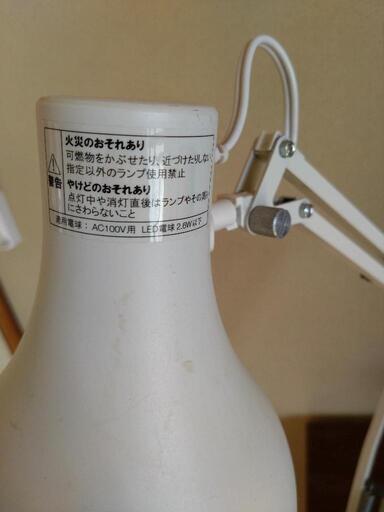 火災のおそれあり
可燃物をかぶせたり、近づけたりしない
指定以外のランプ使用禁止
警告
やけどのおそれあり
点灯中や消灯直後はランプやその周り
にさわらないこと
適用電球：AC100V用 LED電球2.6W以下